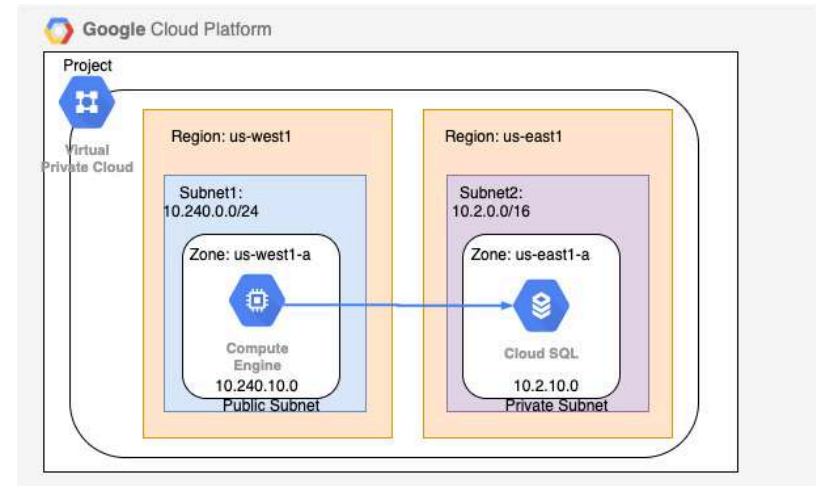 Google Cloud Platform
Project
Virtual
Private Cloud
Region: us-west1
Subnet1:
10.240.0.0/24
Zone: us-west1-a
Compute
Engine
10.240.10.0
Public Subnet
Region: us-east1
Subnet2:
10.2.0.0/16
Zone: us-east1-a
Cloud SQL
10.2.10.0
Private Subnet